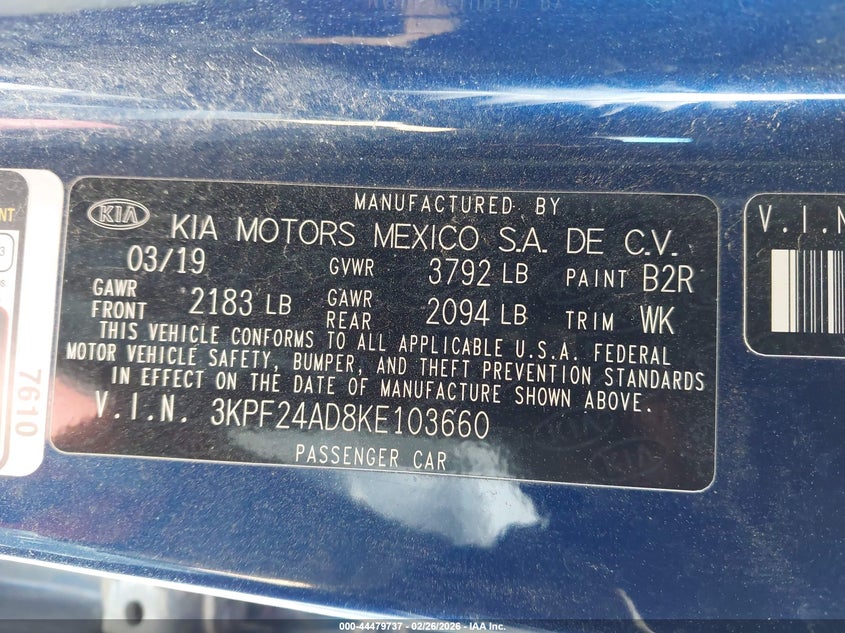 MANUFACTURED BY
KIA KIA MOTORS MEXICO S.A. DE C.V.
03/19 GVWR 3792 LB PAINT B2R
GAWR FRONT 2183 LB GAWR REAR 2094 LB TRIM WK
THIS VEHICLE CONFORMS TO ALL APPLICABLE U.S.A. FEDERAL
MOTOR VEHICLE SAFETY, BUMPER, AND THEFT PREVENTION STANDARDS
IN EFFECT ON THE DATE OF MANUFACTURE SHOWN ABOVE.
V.I.N. 3KPF24AD8KE103660
PASSENGER CAR
KIA
V.I.N
NT
3
7610
000-44479737 - 02/26/2026 - IAA Inc.